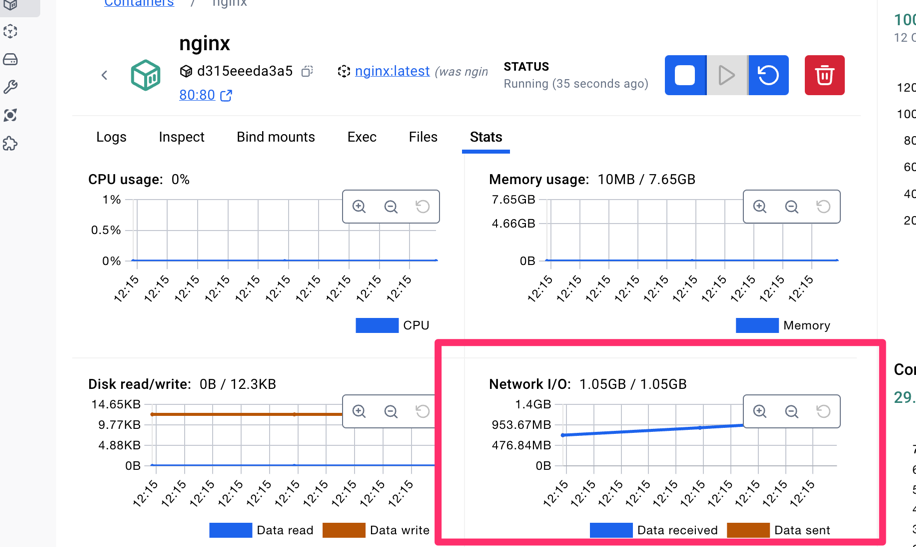 Containers / nginx
nginx
d315eeeda3a5 nginx:latest (was ngin
80:80
STATUS
Running (35 seconds ago)
Logs Inspect Bind mounts Exec Files Stats
CPU usage: 0%
1%
0.5%
0%
12:15 12:15 12:15 12:15 12:15 12:15 12:15 12:15 12:15 12:15
CPU
Memory usage: 10MB / 7.65GB
7.65GB
4.66GB
0B
12:15 12:15 12:15 12:15 12:15 12:15 12:15 12:15 12:15 12:15
Memory
Disk read/write: 0B / 12.3KB
14.65KB
9.77KB
4.88KB
0B
12:15 12:15 12:15 12:15 12:15 12:15 12:15 12:15 12:15
Data read Data write
Network I/O: 1.05GB / 1.05GB
1.4GB
953.67MB
476.84MB
0B
12:15 12:15 12:15 12:15 12:15 12:15 12:15 12:15 12:15
Data received Data sent
100
12
120
100
80
60
40
20
29.